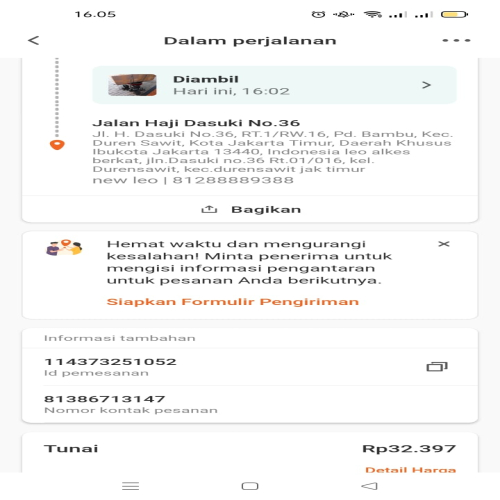 16.05
Dalam perjalanan
Diambil
Hari ini, 16:02
Jalan Haji Dasuki No.36
Jl. H. Dasuki No.36, RT.1/RW.16, Pd. Bambu, Kec.
Duren Sawit, Kota Jakarta Timur, Daerah Khusus
Ibukota Jakarta 13440, Indonesia leo alkes
berkat, jln.Dasuki no.36 Rt.01/016, kel.
Durensawit, kec.durensawit jak timur
new leo | 81288889388
Bagikan
Hemat waktu dan mengurangi
kesalahan! Minta penerima untuk
mengisi informasi pengantaran
untuk pesanan Anda berikutnya.
Siapkan Formulir Pengiriman
Informasi tambahan
114373251052
Id pemesanan
81386713147
Nomor kontak pesanan
Tunai
Rp32.397
Detail Harga